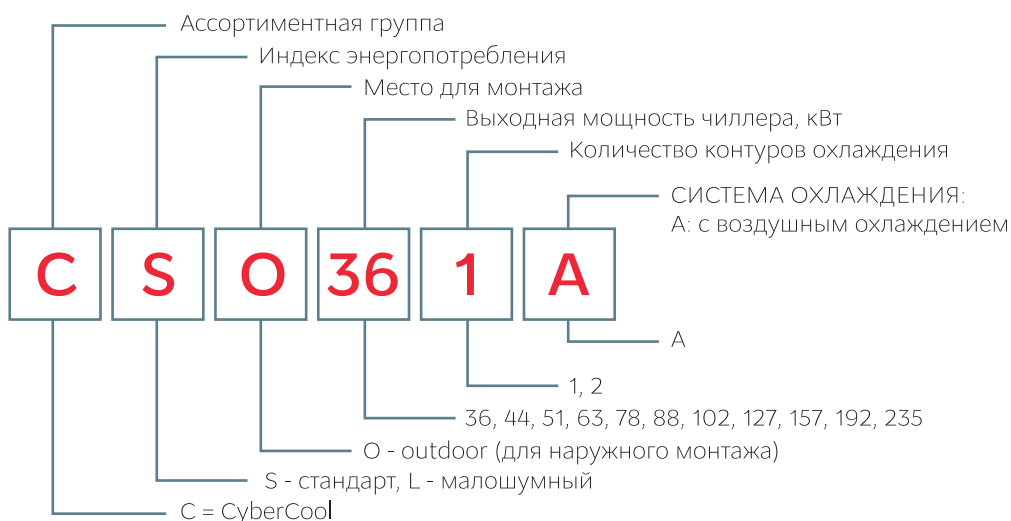 Ассортиментная группа
Индекс энергопотребления
Место для монтажа
Выходная мощность чиллера, кВт
Количество контуров охлаждения
СИСТЕМА ОХЛАЖДЕНИЯ:
А: с воздушным охлаждением
C S O 36 1 A
А
1, 2
36, 44, 51, 63, 78, 88, 102, 127, 157, 192, 235
O - outdoor (для наружного монтажа)
S - стандарт, L - малошумный
C = CyberCool